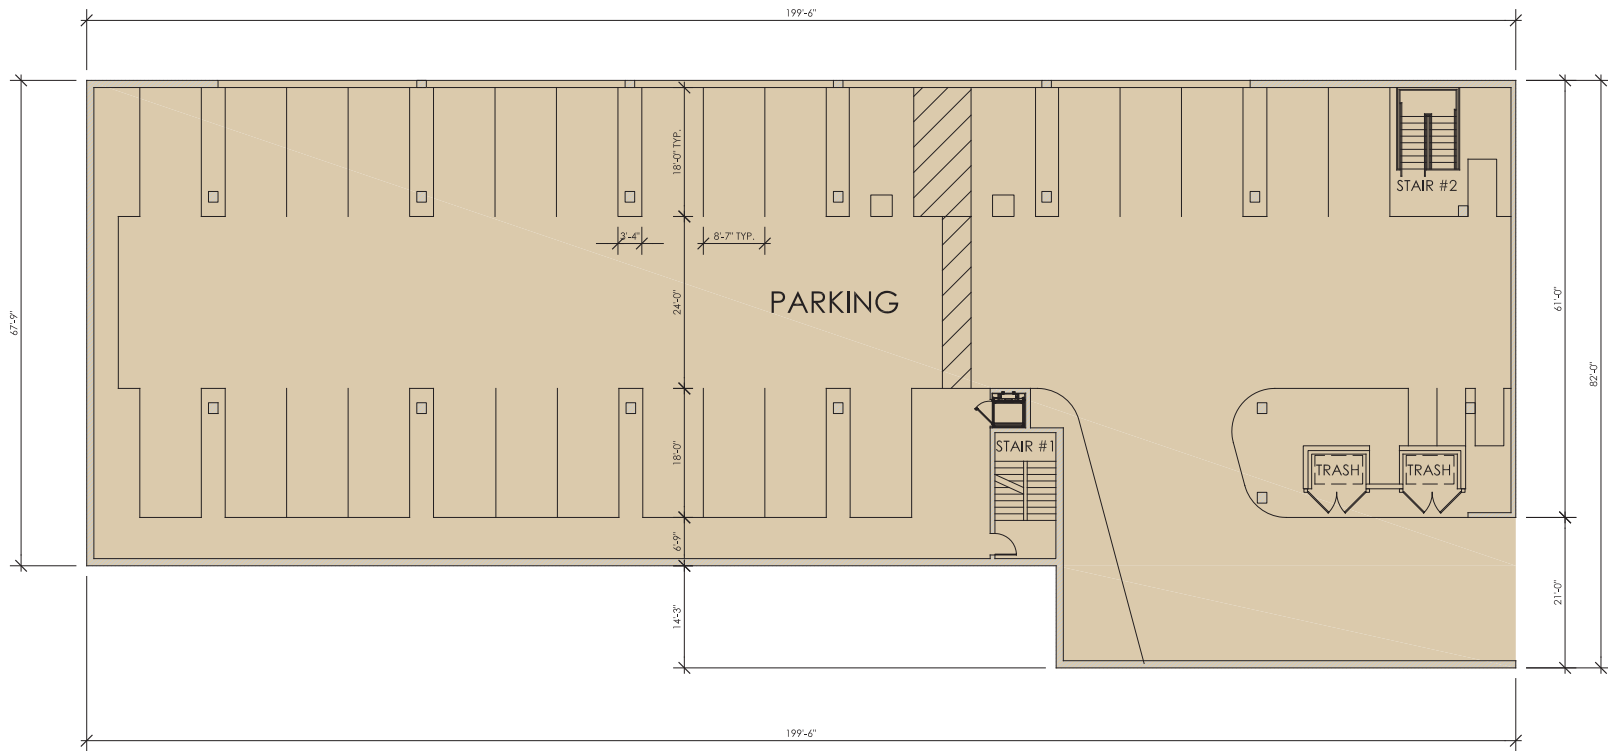 199'-6"
18'-0" TYP.
STAIR #2
3'-4"
8'-7" TYP.
PARKING
24'-0"
61'-0"
67'-9"
82'-0"
STAIR #1
18'-0"
TRASH
TRASH
6'-9"
21'-0"
14'-3"
199'-6"